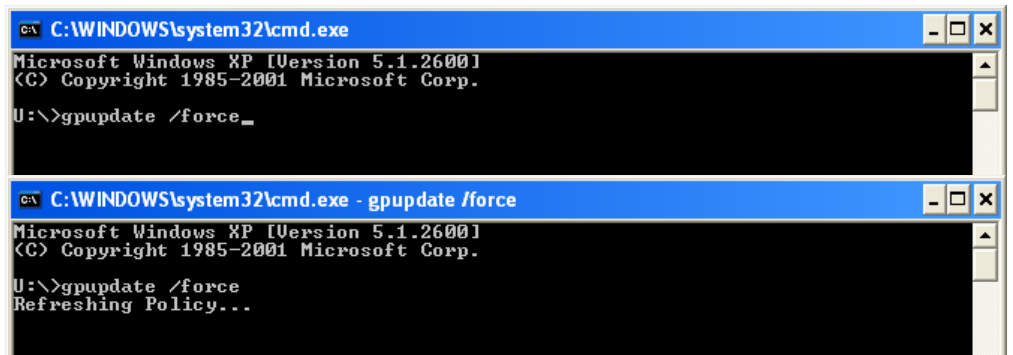 C:\WINDOWS\system32\cmd.exe
Microsoft Windows XP [Version 5.1.2600]
(C) Copyright 1985-2001 Microsoft Corp.
U:\>gpupdate /force_
C:\WINDOWS\system32\cmd.exe - gpupdate /force
Microsoft Windows XP [Version 5.1.2600]
(C) Copyright 1985-2001 Microsoft Corp.
U:\>gpupdate /force
Refreshing Policy...